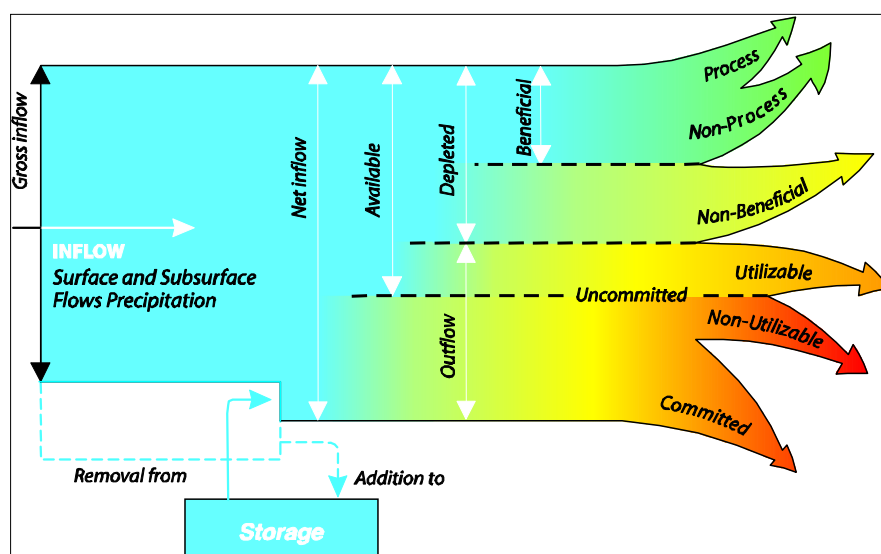 Gross inflow
INFLOW
Surface and Subsurface
Flows Precipitation
Net inflow
Available
Depleted
Beneficial
Outflow
Uncommitted
Process
Non-Process
Non-Beneficial
Utilizable
Non-Utilizable
Committed
Removal from
Addition to
Storage